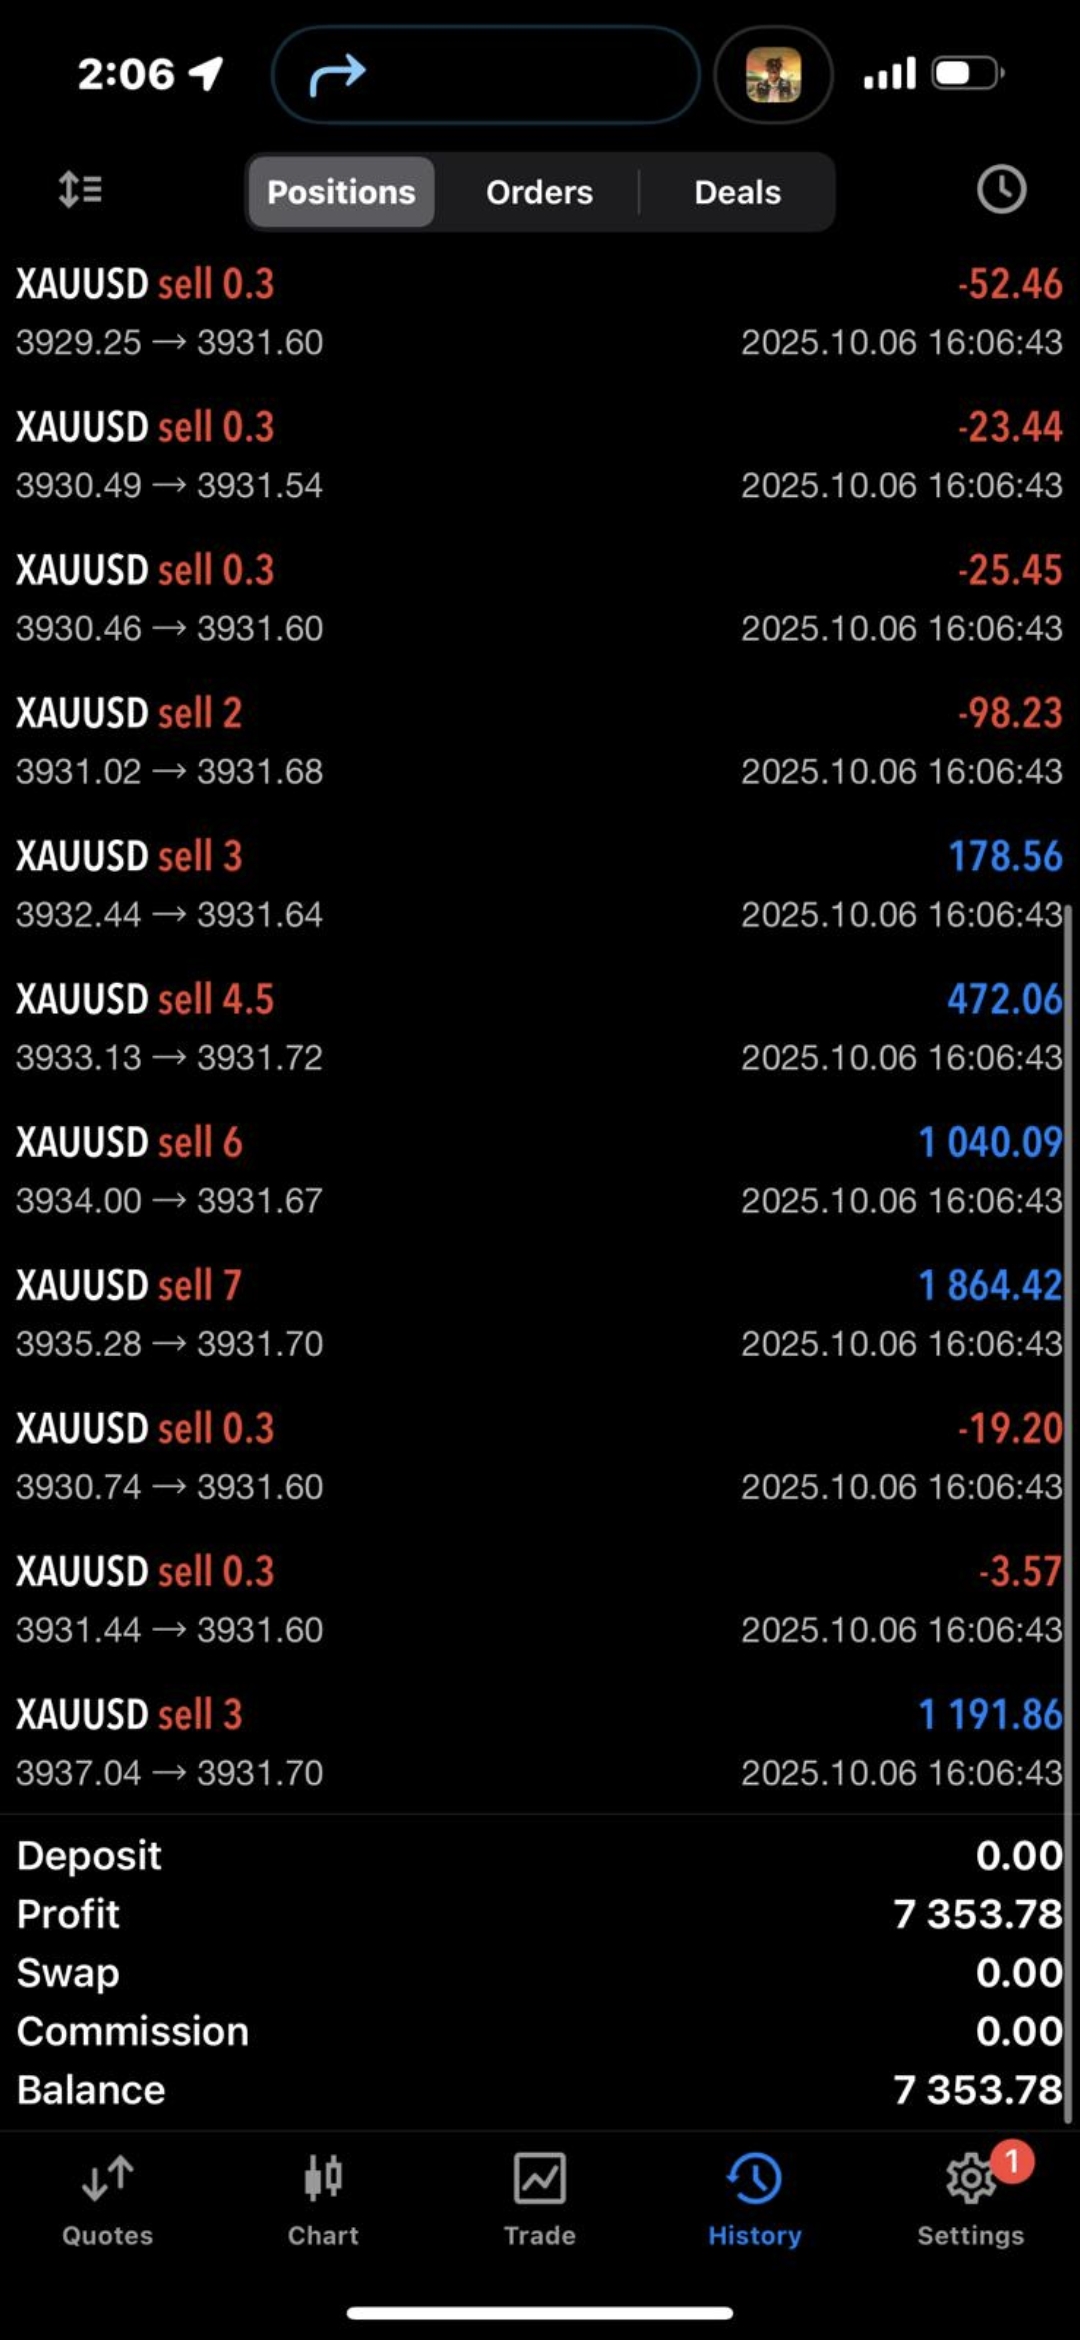 2:06
Positions Orders Deals
XAUUSD sell 0.3 -52.46
3929.25 → 3931.60 2025.10.06 16:06:43
XAUUSD sell 0.3 -23.44
3930.49 → 3931.54 2025.10.06 16:06:43
XAUUSD sell 0.3 -25.45
3930.46 → 3931.60 2025.10.06 16:06:43
XAUUSD sell 2 -98.23
3931.02 → 3931.68 2025.10.06 16:06:43
XAUUSD sell 3 178.56
3932.44 → 3931.64 2025.10.06 16:06:43
XAUUSD sell 4.5 472.06
3933.13 → 3931.72 2025.10.06 16:06:43
XAUUSD sell 6 1 040.09
3934.00 → 3931.67 2025.10.06 16:06:43
XAUUSD sell 7 1 864.42
3935.28 → 3931.70 2025.10.06 16:06:43
XAUUSD sell 0.3 -19.20
3930.74 → 3931.60 2025.10.06 16:06:43
XAUUSD sell 0.3 -3.57
3931.44 → 3931.60 2025.10.06 16:06:43
XAUUSD sell 3 1 191.86
3937.04 → 3931.70 2025.10.06 16:06:43
Deposit 0.00
Profit 7 353.78
Swap 0.00
Commission 0.00
Balance 7 353.78
1
Quotes Chart Trade History Settings